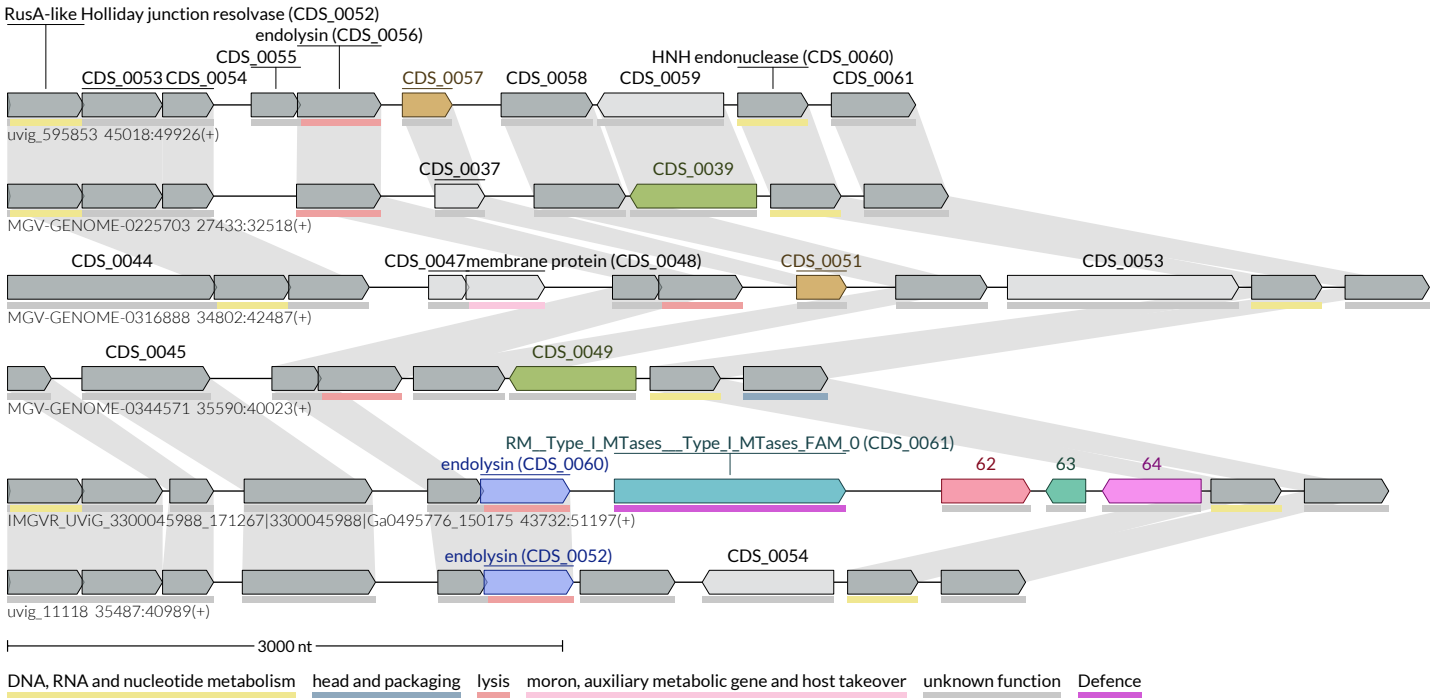 RusA-like Holliday junction resolvase (CDS_0052)
endolysin (CDS_0056)
CDS_0055 HNH endonuclease (CDS_0060)
CDS_0053 CDS_0054 CDS_0057 CDS_0058 CDS_0059 CDS_0061
uvig_595853 45018:49926(+)
CDS_0037 CDS_0039
MGV-GENOME-0225703 27433:32518(+)
CDS_0044 CDS_0047 membrane protein (CDS_0048) CDS_0051 CDS_0053
MGV-GENOME-0316888 34802:42487(+)
CDS_0045 CDS_0049
MGV-GENOME-0344571 35590:40023(+)
RM__Type_I_MTases___Type_I_MTases_FAM_0 (CDS_0061)
endolysin (CDS_0060) 62 63 64
IMGVR_UViG_3300045988_171267|3300045988|Ga0495776_150175 43732:51197(+)
endolysin (CDS_0052) CDS_0054
uvig_11118 35487:40989(+)
3000 nt
DNA, RNA and nucleotide metabolism head and packaging lysis moron, auxiliary metabolic gene and host takeover unknown function Defence